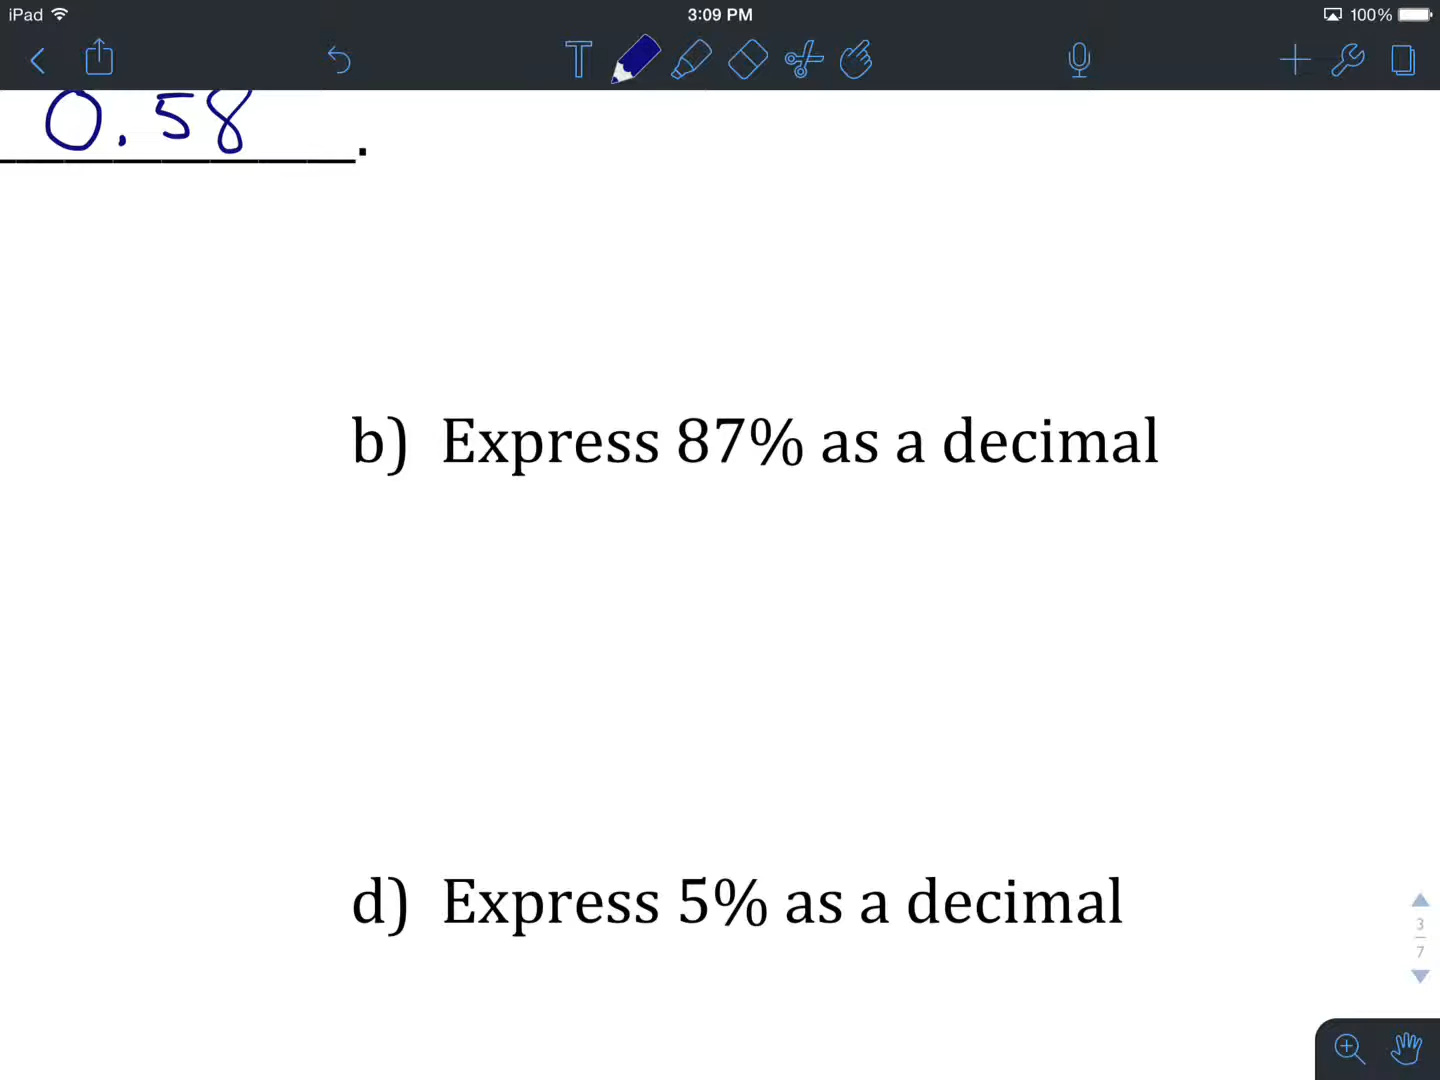 iPad 3:09 PM 100%
T
0.58.
b) Express 87% as a decimal
d) Express 5% as a decimal
3
7